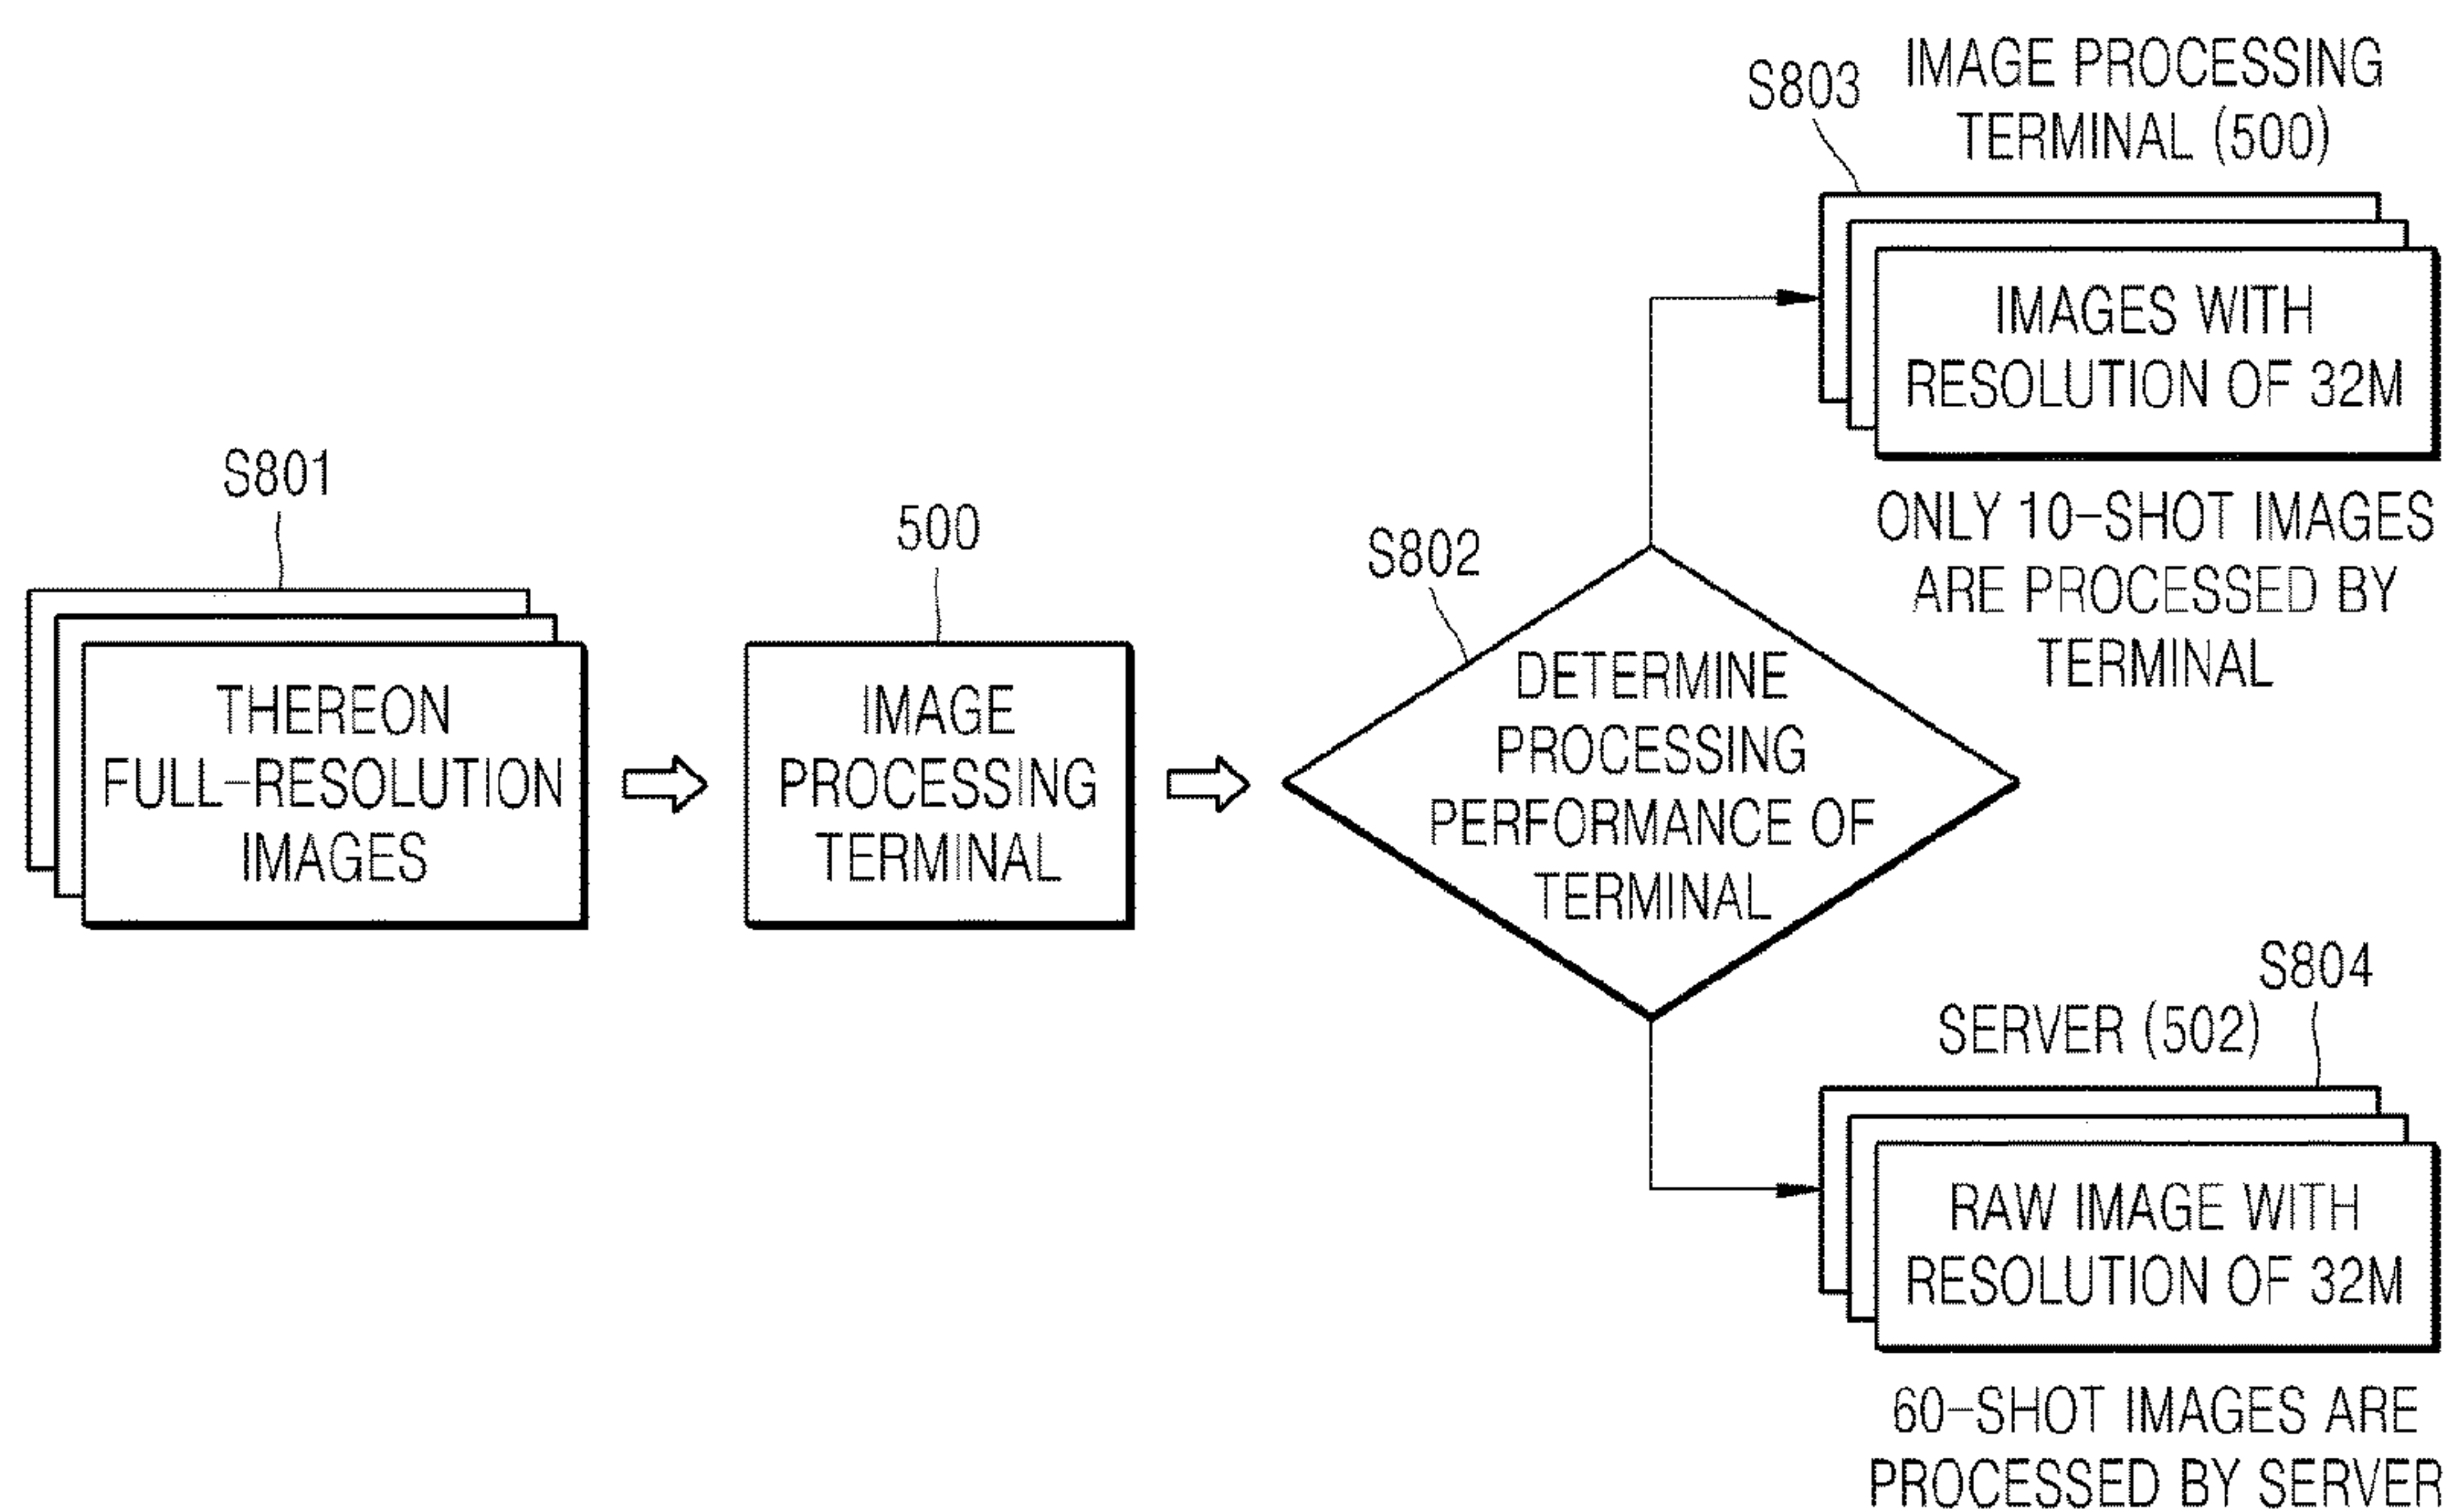 S801
THEREON
FULL-RESOLUTION
IMAGES
500
IMAGE
PROCESSING
TERMINAL
S802
DETERMINE
PROCESSING
PERFORMANCE OF
TERMINAL
S803
IMAGE PROCESSING
TERMINAL (500)
IMAGES WITH
RESOLUTION OF 32M
ONLY 10-SHOT IMAGES
ARE PROCESSED BY
TERMINAL
S804
SERVER (502)
RAW IMAGE WITH
RESOLUTION OF 32M
60-SHOT IMAGES ARE
PROCESSED BY SERVER